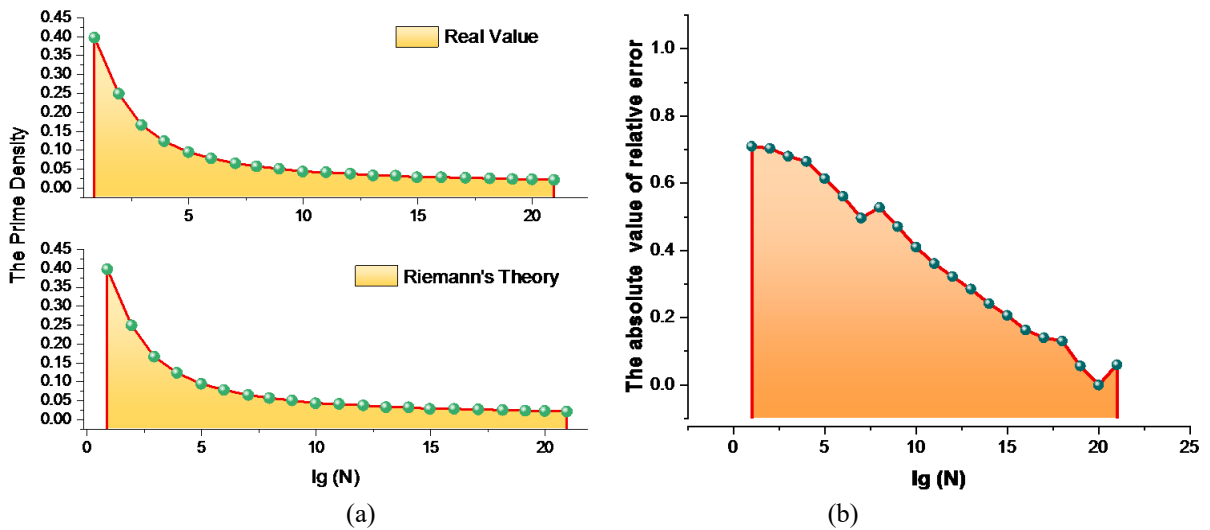 The Prime Density
0.45
0.40
0.35
0.30
0.25
0.20
0.15
0.10
0.05
0.00
Real Value
5 10 15 20
0.45
0.40
0.35
0.30
0.25
0.20
0.15
0.10
0.05
0.00
Riemann's Theory
0 5 10 15 20
lg (N)
(a)
The absolute value of relative error
1.0
0.8
0.6
0.4
0.2
0.0
0 5 10 15 20 25
lg (N)
(b)